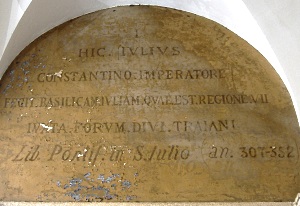 I
HIC IVLIVS
CONSTANTINO IMPERATORE
FECIT BASILICAM IVLIAM QVAE EST REGIONE VII
IVXTA FORVM DIVI TRAIANI
Lib. Pontif. in S. Iulio an. 307-352